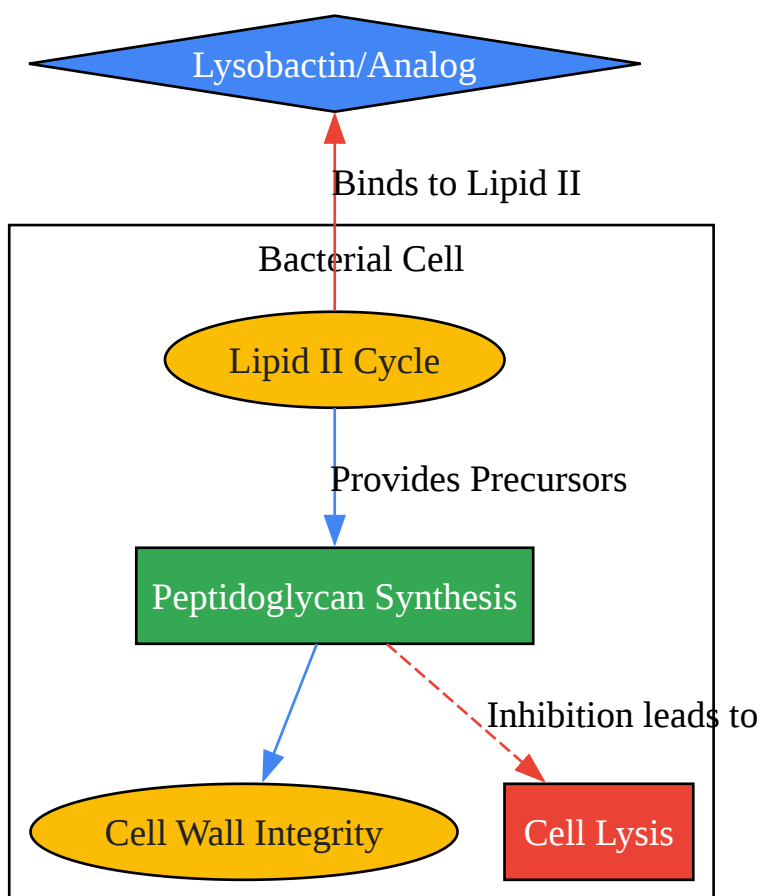 Lysobactin/Analog
Binds to Lipid II
Bacterial Cell
Lipid II Cycle
Provides Precursors
Peptidoglycan Synthesis
Inhibition leads to
Cell Wall Integrity
Cell Lysis